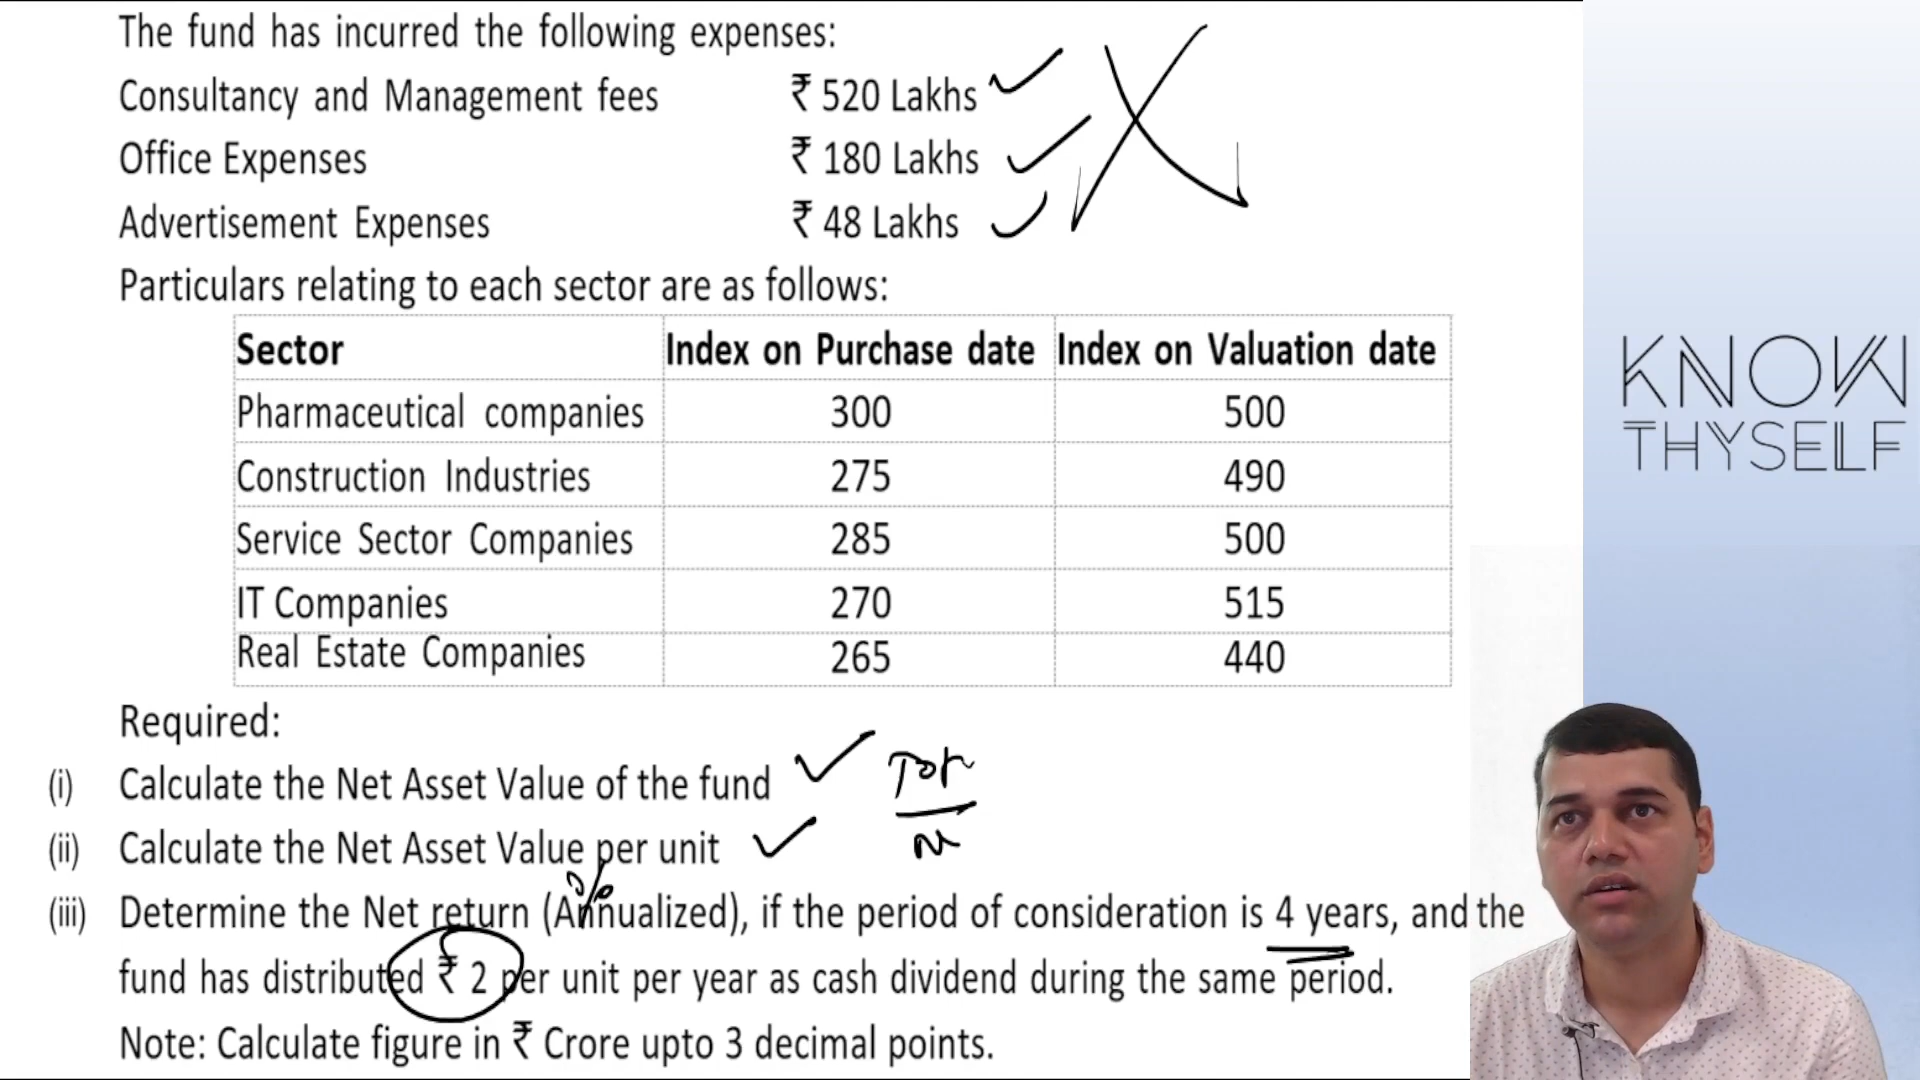 The fund has incurred the following expenses:
Consultancy and Management fees ₹ 520 Lakhs
Office Expenses ₹ 180 Lakhs
Advertisement Expenses ₹ 48 Lakhs
Particulars relating to each sector are as follows:
Sector Index on Purchase date Index on Valuation date
Pharmaceutical companies 300 500
Construction Industries 275 490
Service Sector Companies 285 500
IT Companies 270 515
Real Estate Companies 265 440
Required:
(i) Calculate the Net Asset Value of the fund
(ii) Calculate the Net Asset Value per unit
%
(iii) Determine the Net return (Annualized), if the period of consideration is 4 years, and the
fund has distributed ₹ 2 per unit per year as cash dividend during the same period.
Note: Calculate figure in ₹ Crore upto 3 decimal points.
KNOW
THYSELF